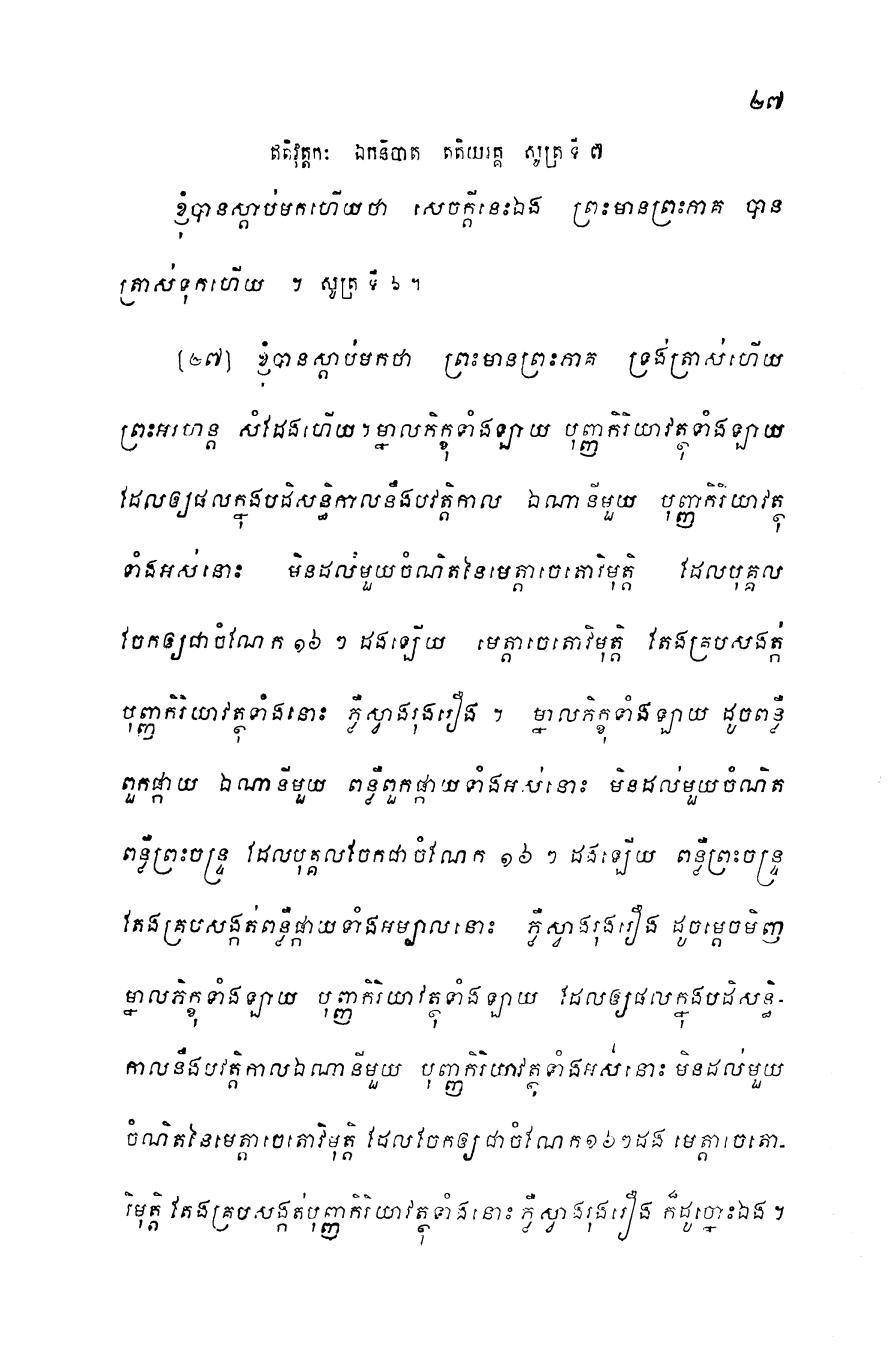 ២៧
ឥតិវុត្តកៈ ឯកនិបាត តតិយវគ្គ សូត្រ ទី ៧
ខ្ញុំបានស្តាប់មកហើយថា សេចក្តីនេះឯង ព្រះមានព្រះភាគ បាន
ត្រាស់ទុកហើយ ។ សូត្រ ទី ៦ ។
[២៧] ខ្ញុំបានស្តាប់មកថា ព្រះមានព្រះភាគ ទ្រង់ត្រាស់ហើយ
ព្រះអរហន្ត សំដែងហើយ។ ម្នាលភិក្ខុទាំងឡាយ បុញ្ញកិរិយាវត្ថុទាំងឡាយ
ដែលឲ្យផលក្នុងបដិសន្ធិកាលនឹងបវត្តិកាល ឯណានីមួយ បុញ្ញកិរិយាវត្ថុ
ទាំងអស់នោះ មិនដល់មួយចំណិតនៃមេត្តាចេតោវិមុត្តិ ដែលបុគ្គល
ចែកឲ្យជាចំណែក ១៦ ៗ ដងឡើយ មេត្តាចេតោវិមុត្តិ តែងគ្របសង្កត់
បុញ្ញកិរិយាវត្ថុទាំងនោះ ភ្លឺស្វាងរុងរឿង ។ ម្នាលភិក្ខុទាំងឡាយ ដូចពន្លឺ
ពួកផ្កាយ ឯណានីមួយ ពន្លឺពួកផ្កាយទាំងអស់នោះ មិនដល់មួយចំណិត
ពន្លឺព្រះចន្ទ្រ ដែលបុគ្គលចែកជាចំណែក ១៦ ៗ ដងឡើយ ពន្លឺព្រះចន្ទ្រ
តែងគ្របសង្កត់ពន្លឺផ្កាយទាំងអម្បាលនោះ ភ្លឺស្វាងរុងរឿង ដូចម្តេចមិញ
ម្នាលភិក្ខុទាំងឡាយ បុញ្ញកិរិយាវត្ថុទាំងឡាយ ដែលឲ្យផលក្នុងបដិសន្ធិ-
កាលនឹងបវត្តិកាលឯណានីមួយ បុញ្ញកិរិយាវត្ថុទាំងអស់នោះ មិនដល់មួយ
ចំណិតនៃមេត្តាចេតោវិមុត្តិ ដែលចែកឲ្យជាចំណែក១៦ៗដង មេត្តាចេតោ-
វិមុត្តិ តែងគ្របសង្កត់បុញ្ញកិរិយាវត្ថុទាំងនោះ ភ្លឺស្វាងរុងរឿង ក៏ដូច្នោះឯង ។